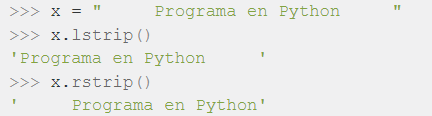 >>> x = "     Programa en Python     "
>>> x.lstrip()
'Programa en Python     '
>>> x.rstrip()
'     Programa en Python'